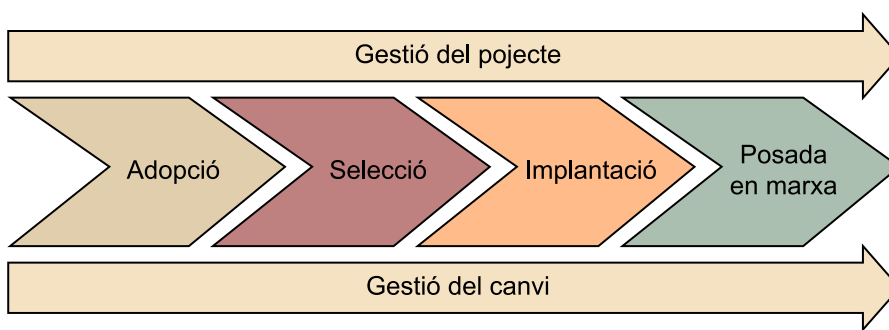 Gestió del pojecte
Adopció
Selecció
Implantació
Posada
en marxa
Gestió del canvi